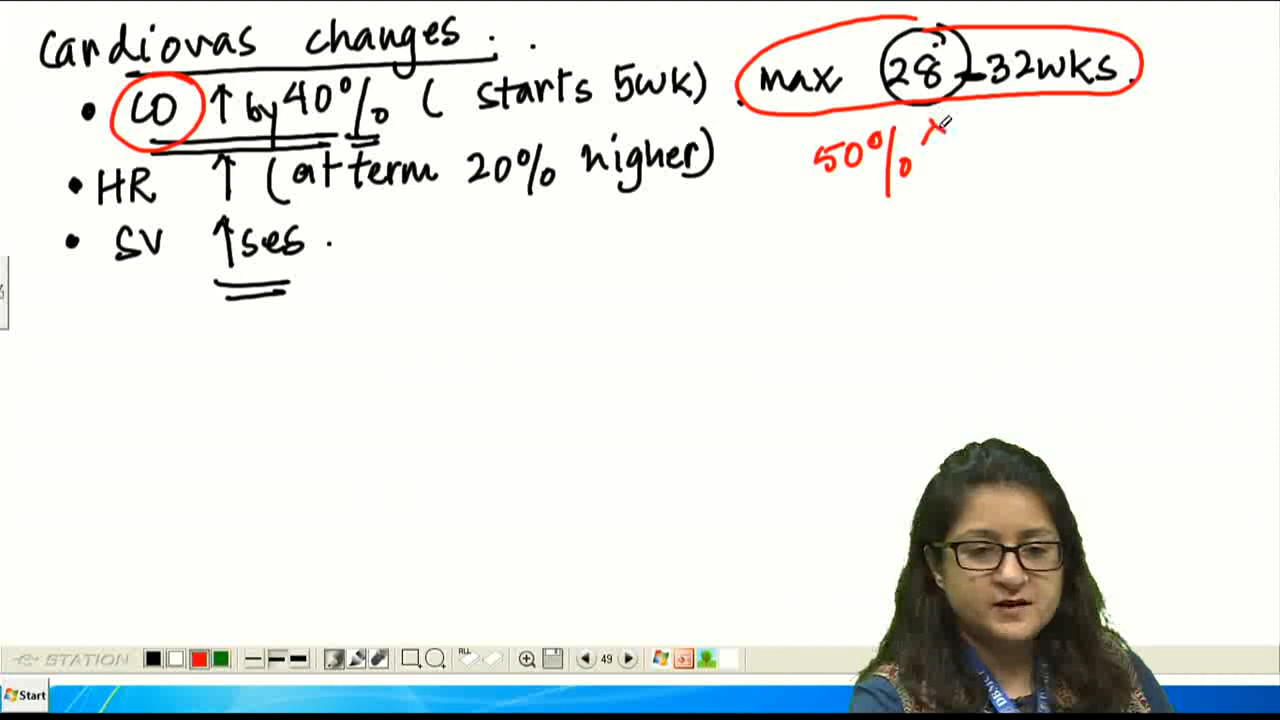 cardiovas changes.
• CO ↑ by 40% ( starts 5wk) . max 28-32wks.
50%
• HR ↑ (at term 20% higher)
• SV ↑ses .
STATION
ALL
49
Start